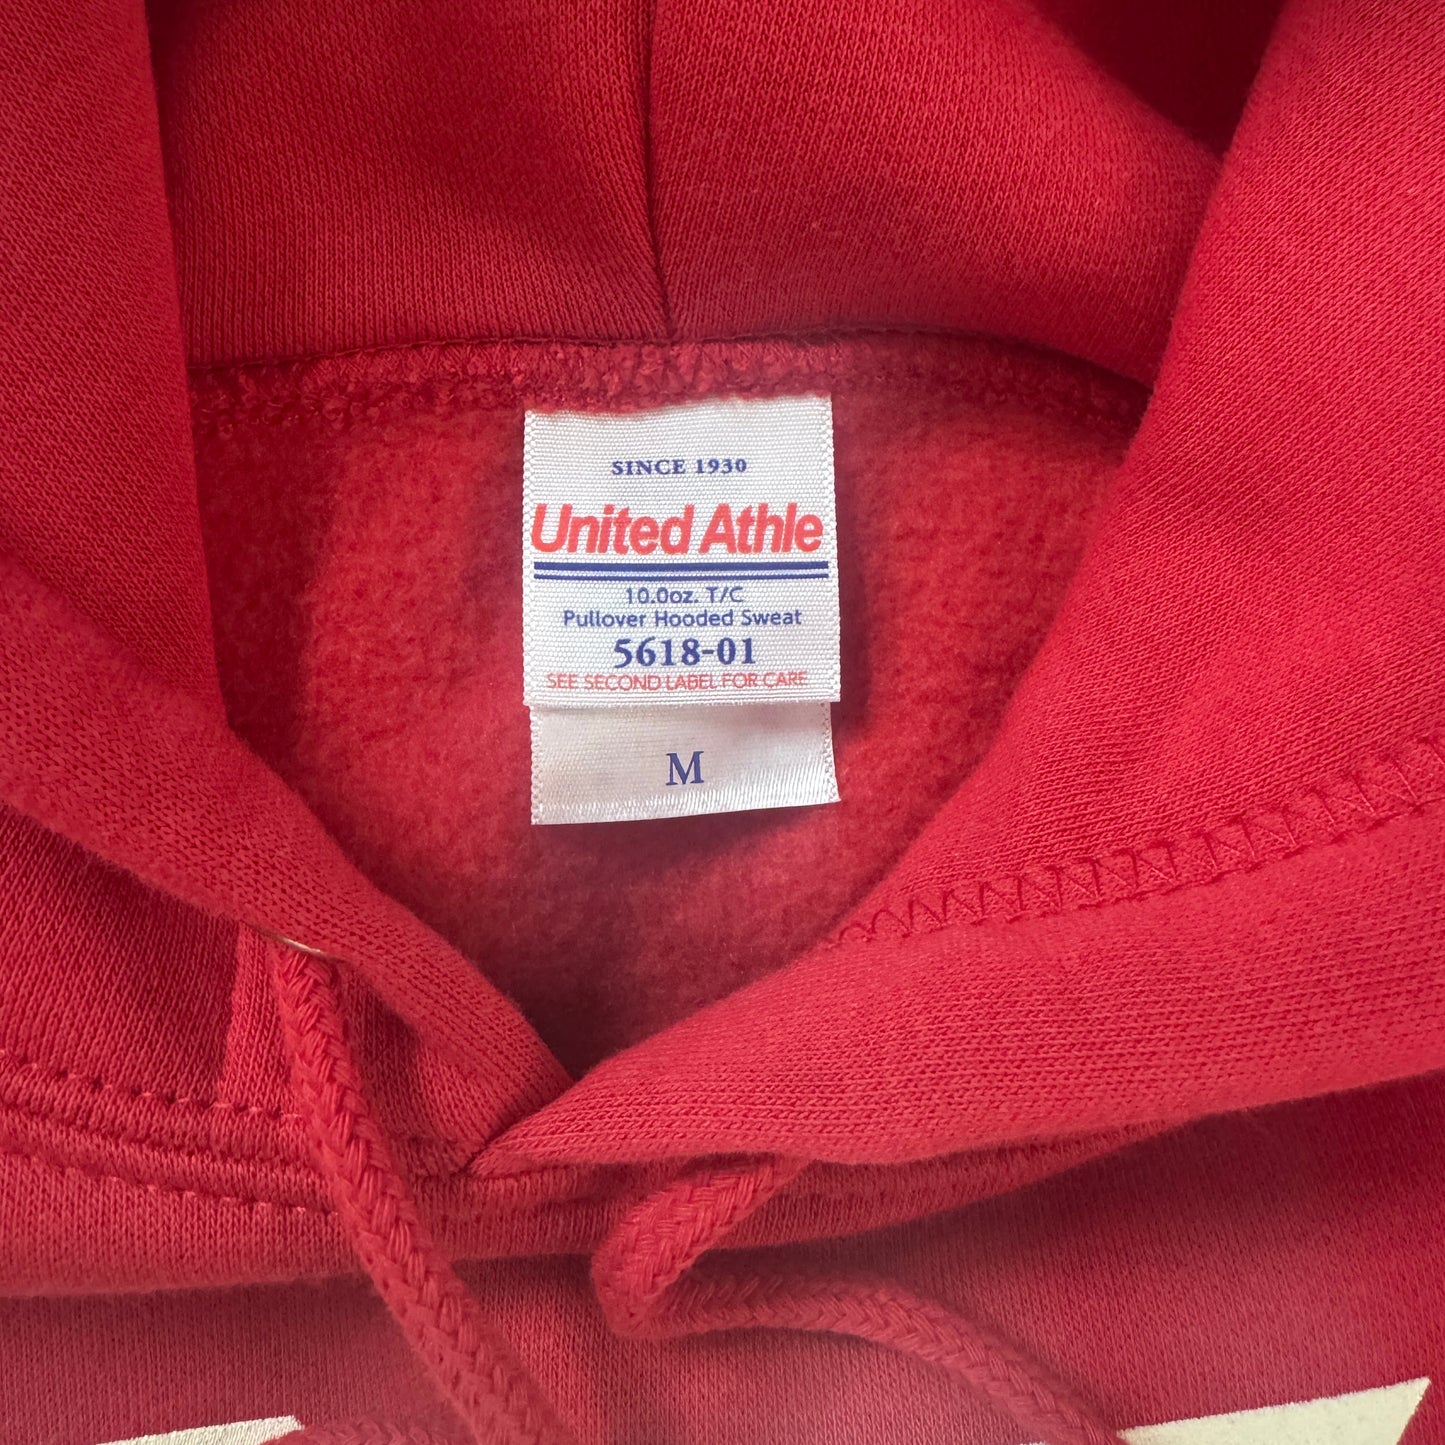 SINCE 1930
United Athle
10.0oz. T/C
Pullover Hooded Sweat
5618-01
SEE SECOND LABEL FOR CARE
M